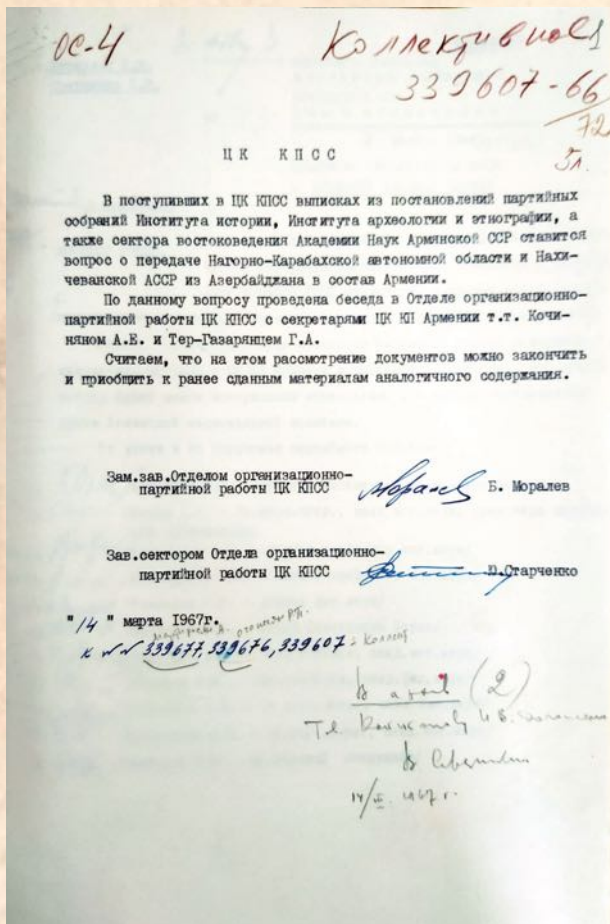 ОС-4
Коллективное
339607-66
72
5л.
ЦК КПСС
В поступивших в ЦК КПСС выписках из постановлений партийных
собраний Института истории, Института археологии и этнографии, а
также сектора востоковедения Академии Наук Армянской ССР ставится
вопрос о передаче Нагорно-Карабахской автономной области и Нахи-
чеванской АССР из Азербайджана в состав Армении.
По данному вопросу проведена беседа в Отделе организационно-
партийной работы ЦК КПСС с секретарями ЦК КП Армении т.т. Кочи-
няном А.Е. и Тер-Газарянцем Г.А.
Считаем, что на этом рассмотрение документов можно закончить
и приобщить к ранее сданным материалам аналогичного содержания.
Зам.зав.Отделом организационно-
партийной работы ЦК КПСС Б. Моралев
Зав.сектором Отдела организационно-
партийной работы ЦК КПСС Ю.Старченко
"14" марта 1967г.
к №№ 339677, 339676, 339607 - Коллект
В архив (2)
14/III 1967 г.